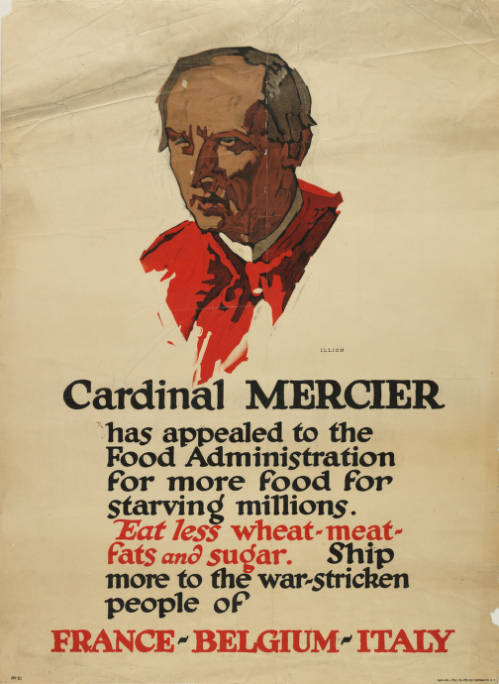 ILLIAN
Cardinal MERCIER
has appealed to the
Food Administration
for more food for
starving millions.
Eat less wheat-meat-
fats and sugar. Ship
more to the war-stricken
people of
FRANCE-BELGIUM-ITALY